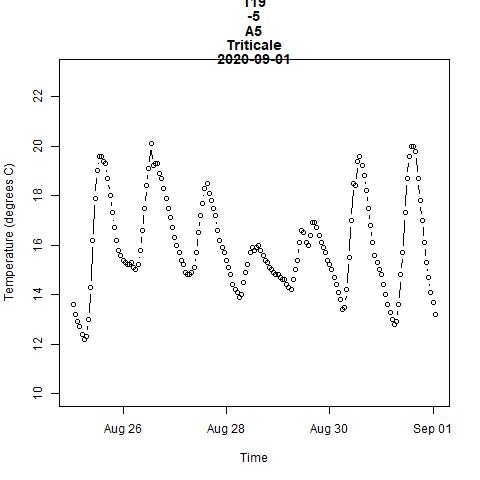 T19
-5
A5
Triticale
2020-09-01
Temperature (degrees C)
22
20
18
16
14
12
10
Aug 26
Aug 28
Aug 30
Sep 01
Time